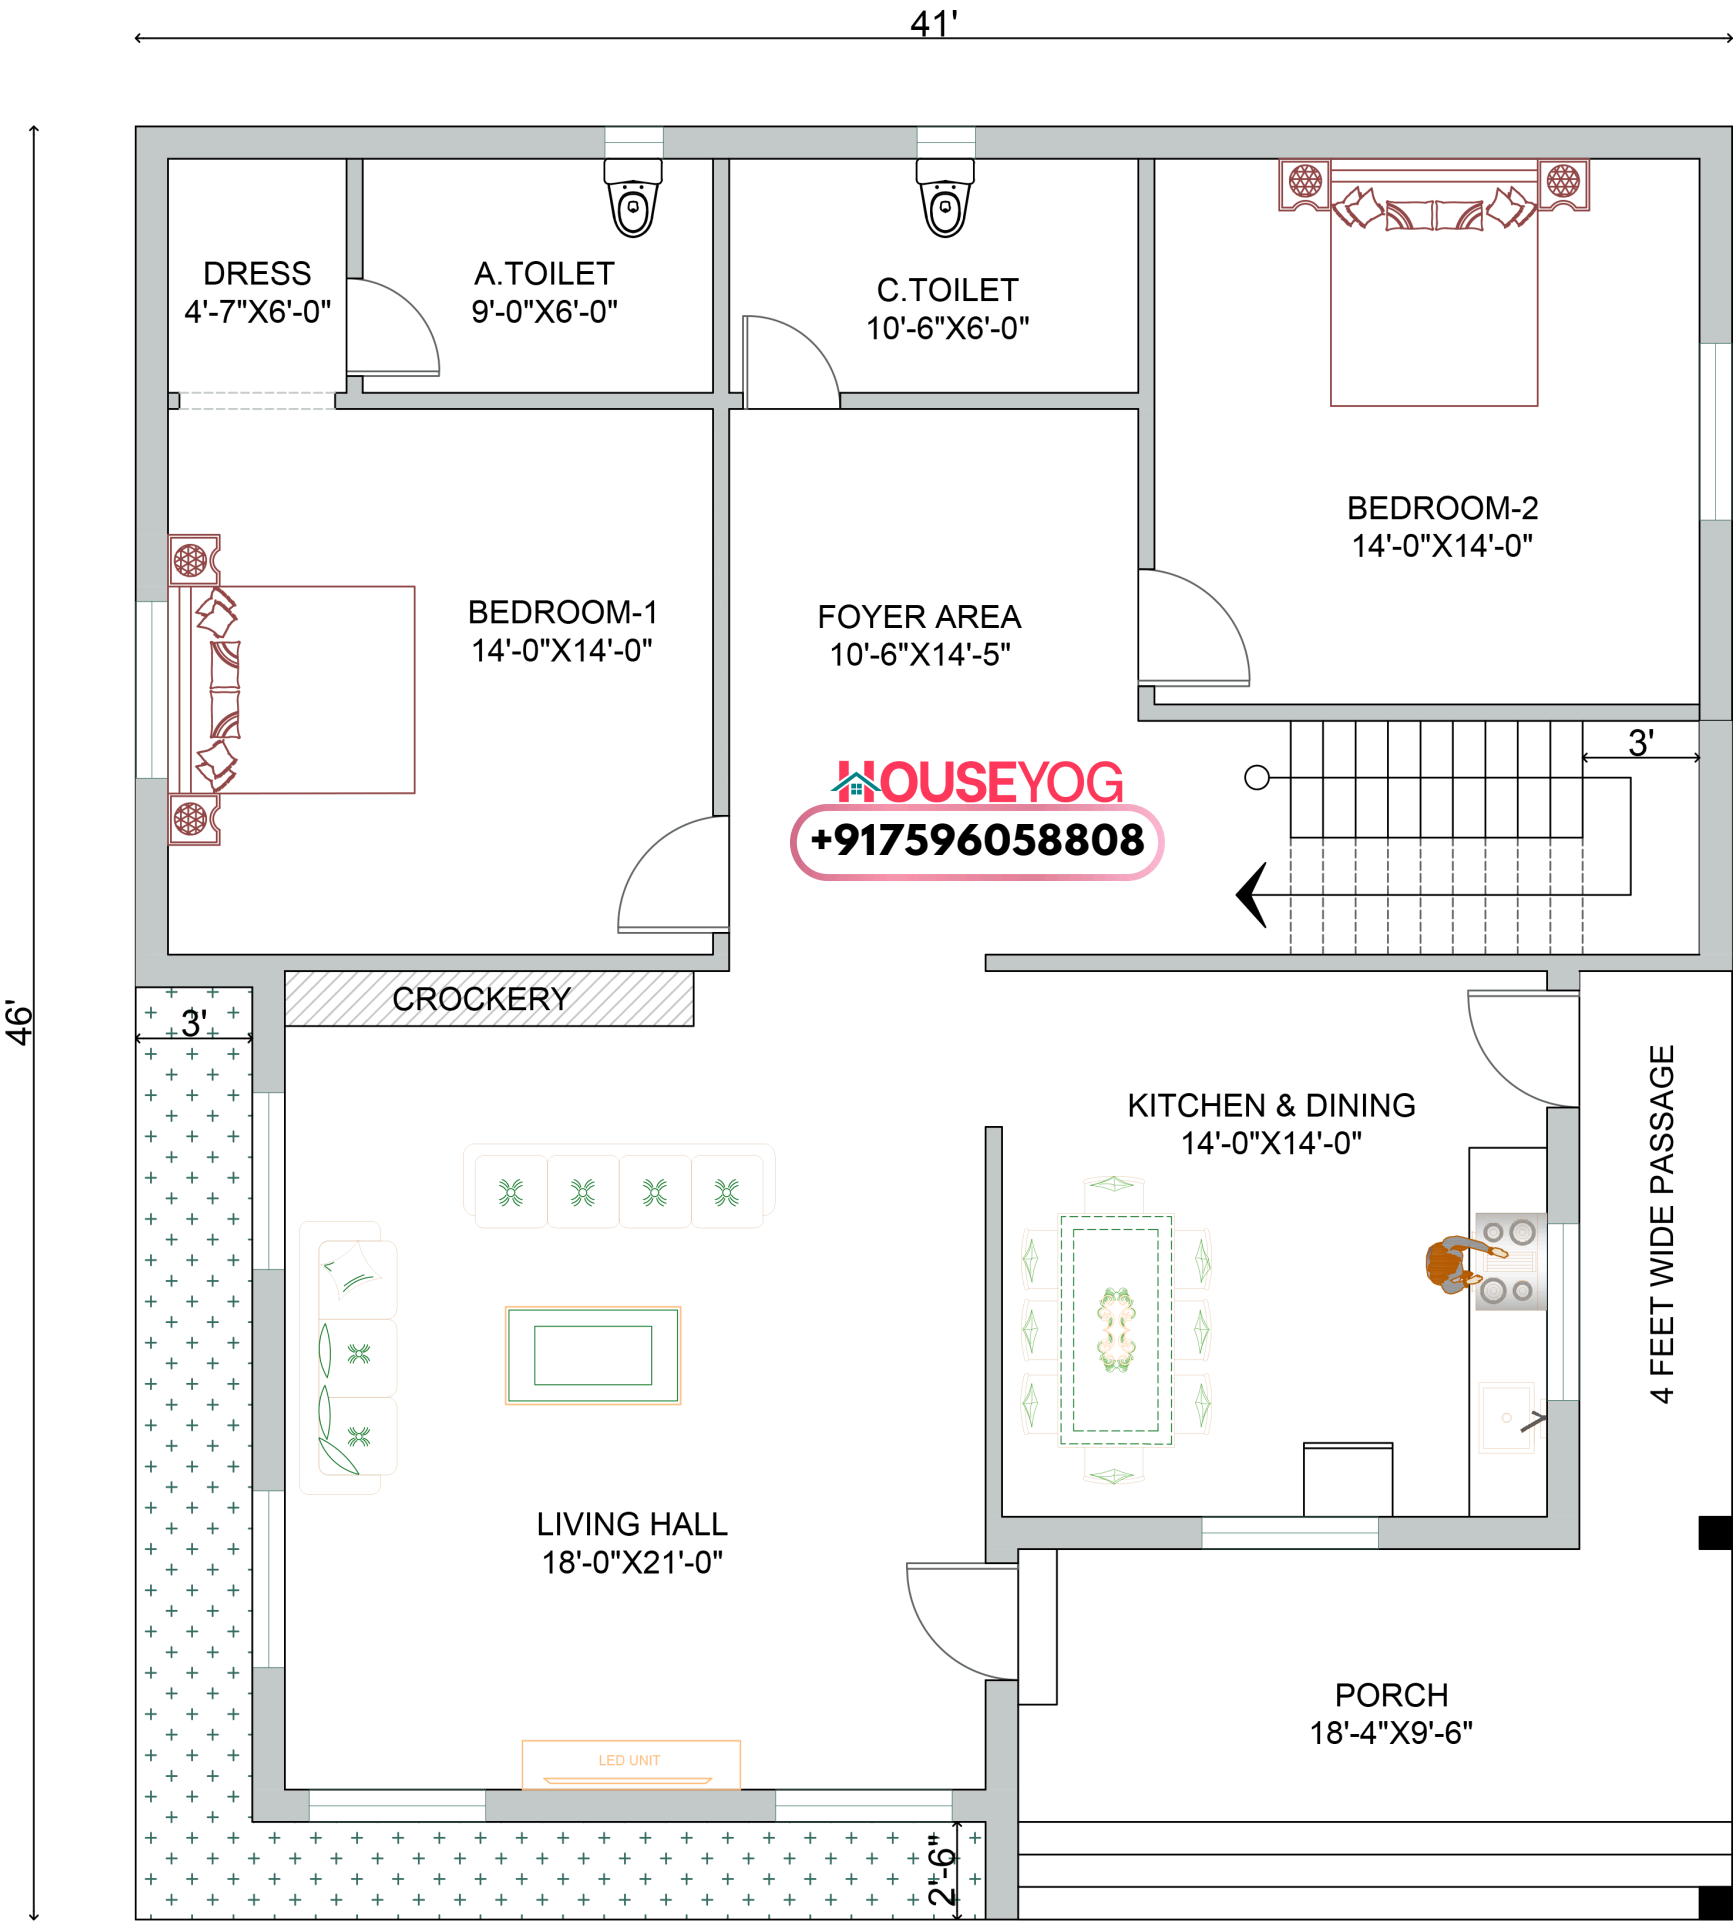 41'
DRESS
4'-7"X6'-0"
A.TOILET
9'-0"X6'-0"
C.TOILET
10'-6"X6'-0"
BEDROOM-2
14'-0"X14'-0"
BEDROOM-1
14'-0"X14'-0"
FOYER AREA
10'-6"X14'-5"
3'
HOUSEYOG
+917596058808
46'
CROCKERY
3'
KITCHEN & DINING
14'-0"X14'-0"
4 FEET WIDE PASSAGE
LIVING HALL
18'-0"X21'-0"
PORCH
18'-4"X9'-6"
LED UNIT
2'-6"